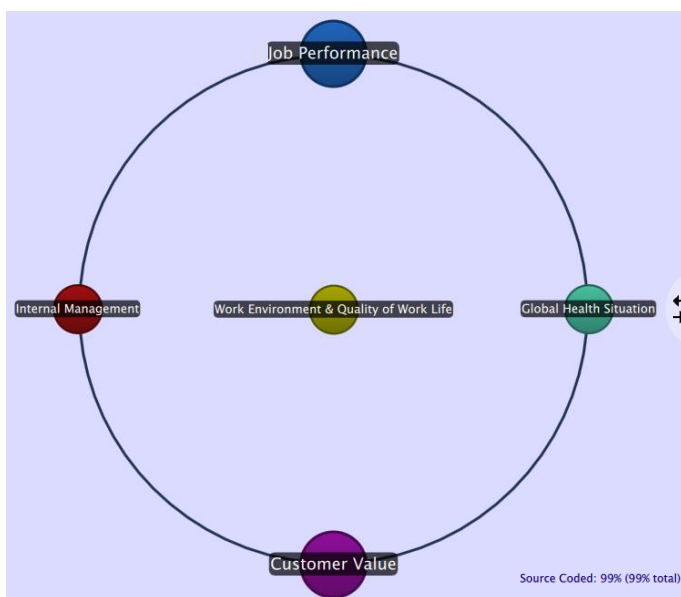 Job Performance
Internal Management
Work Environment & Quality of Work Life
Global Health Situation
Customer Value
Source Coded: 99% (99% total)